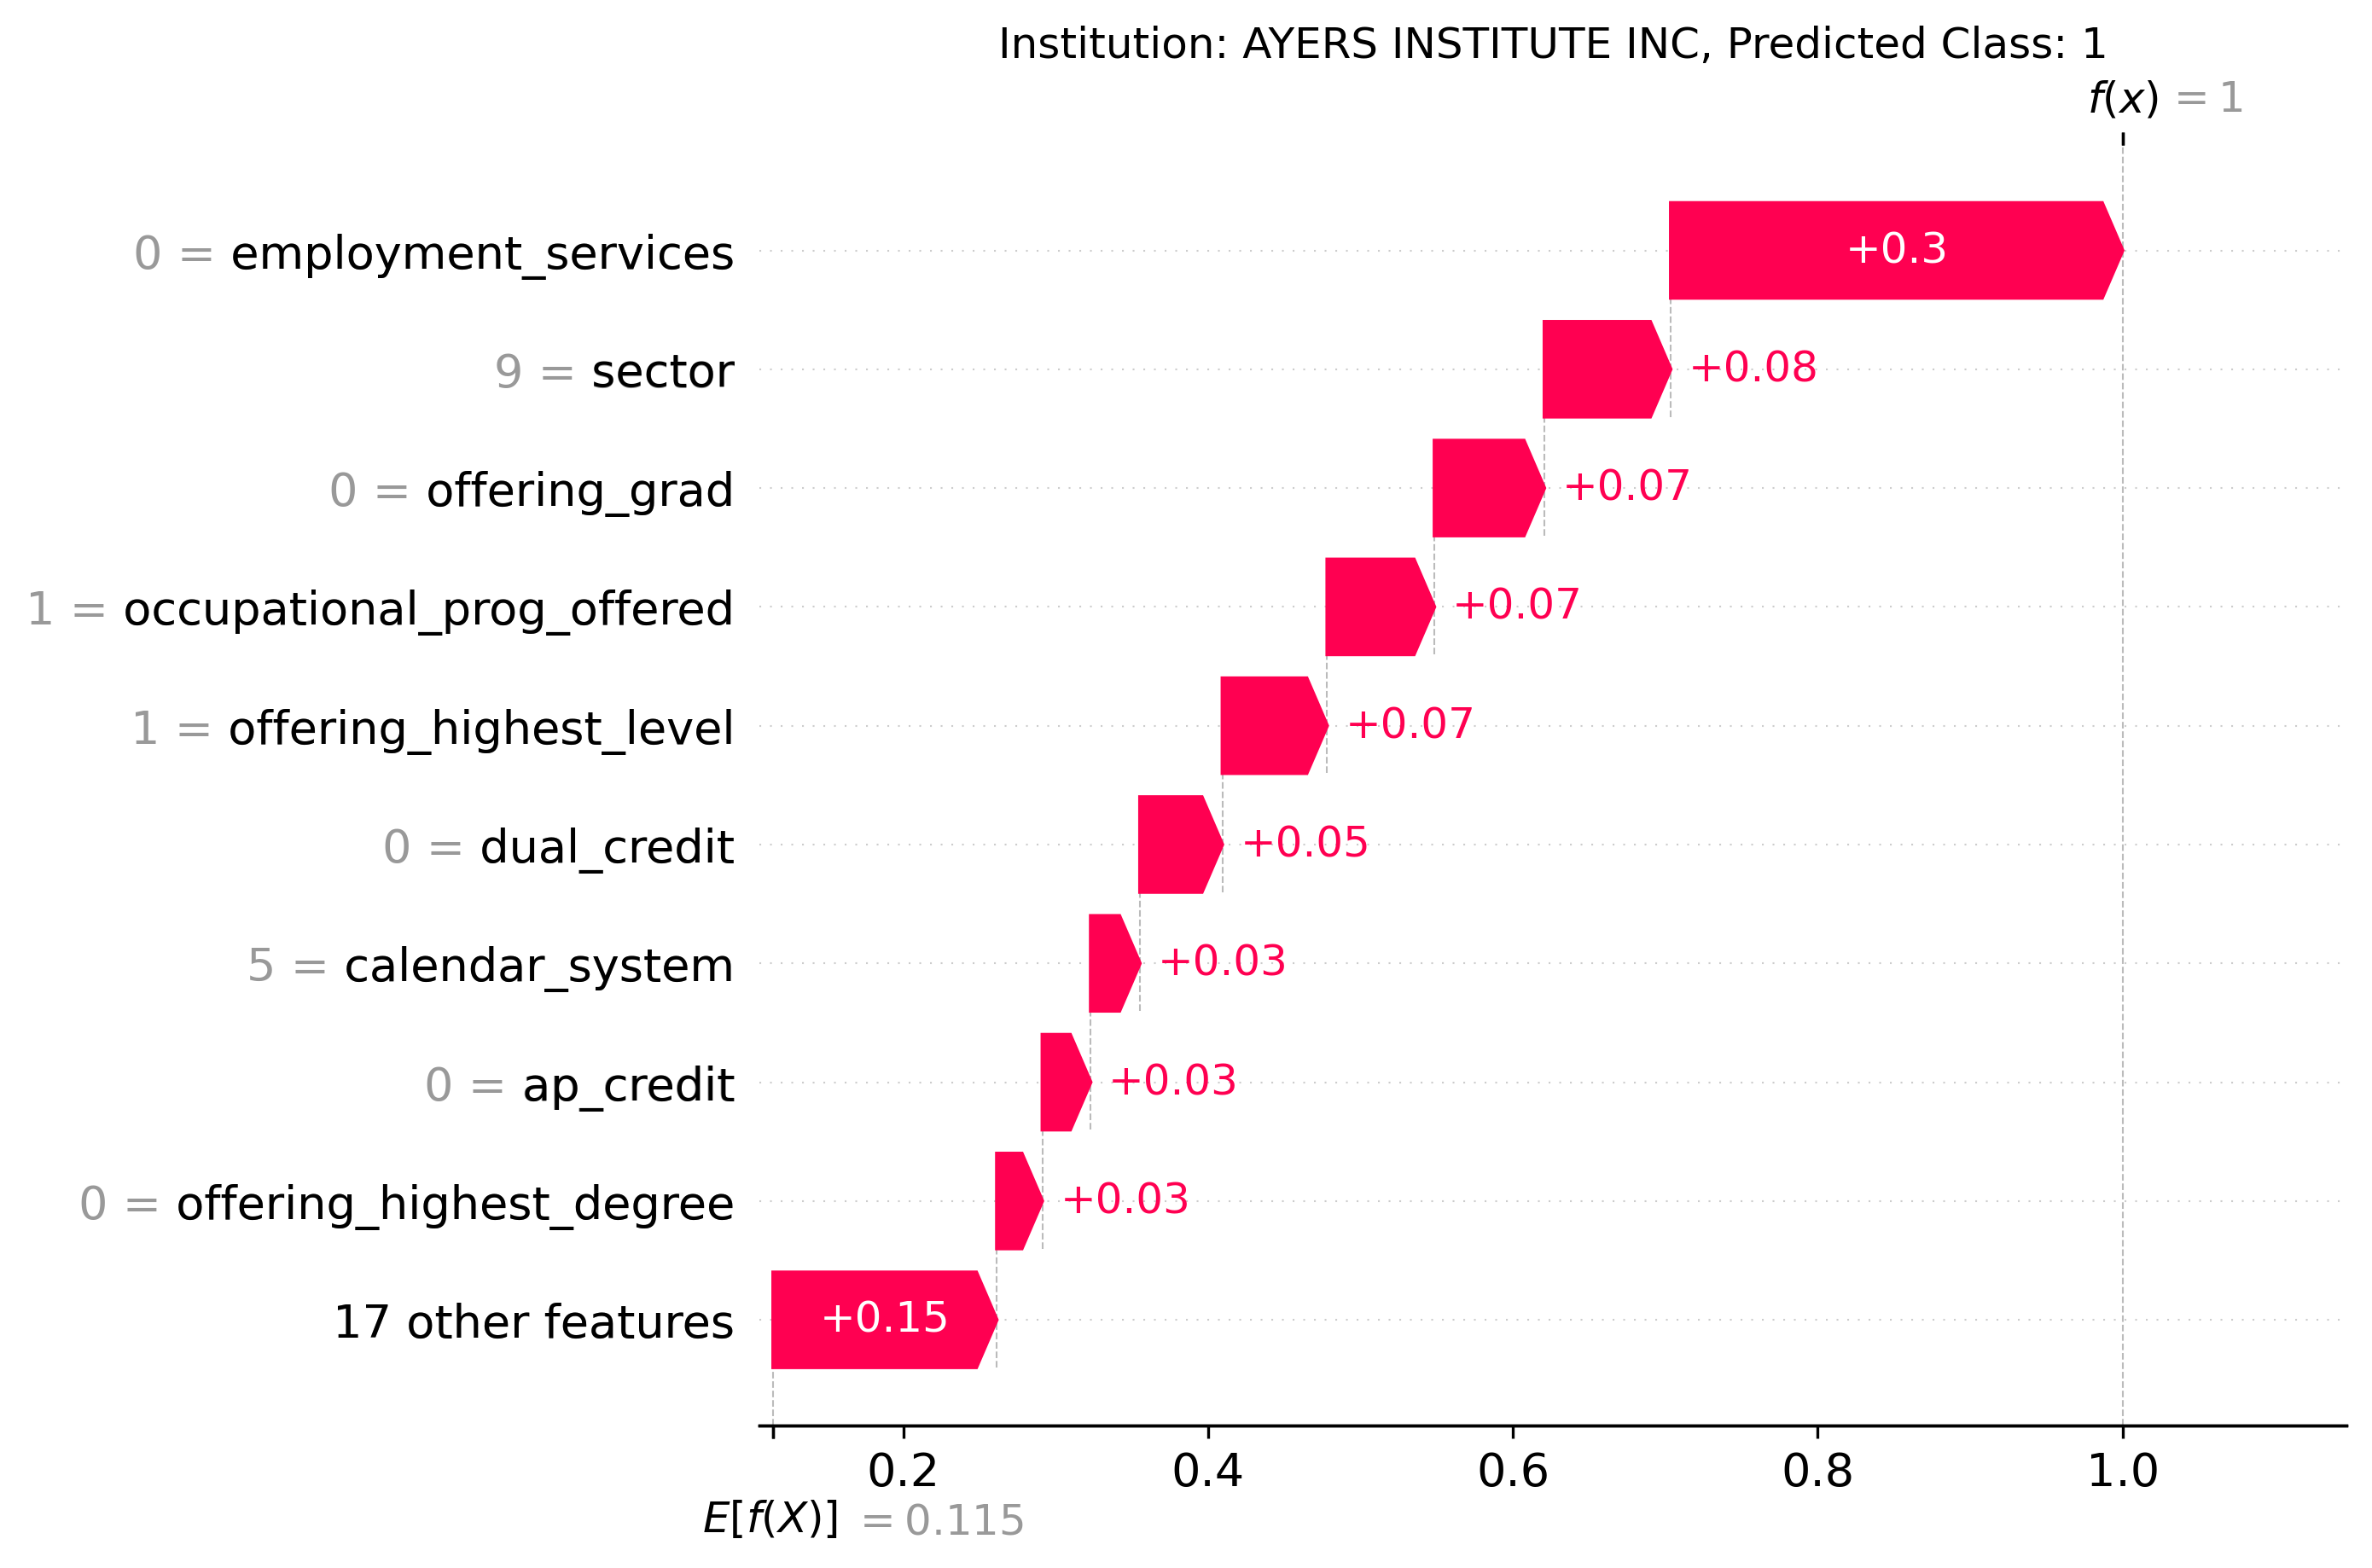 Institution: AYERS INSTITUTE INC, Predicted Class: 1
f(x) = 1
0 = employment_services +0.3
9 = sector +0.08
0 = offering_grad +0.07
1 = occupational_prog_offered +0.07
1 = offering_highest_level +0.07
0 = dual_credit +0.05
5 = calendar_system +0.03
0 = ap_credit +0.03
0 = offering_highest_degree +0.03
17 other features +0.15
0.2 0.4 0.6 0.8 1.0
E[f(X)] = 0.115